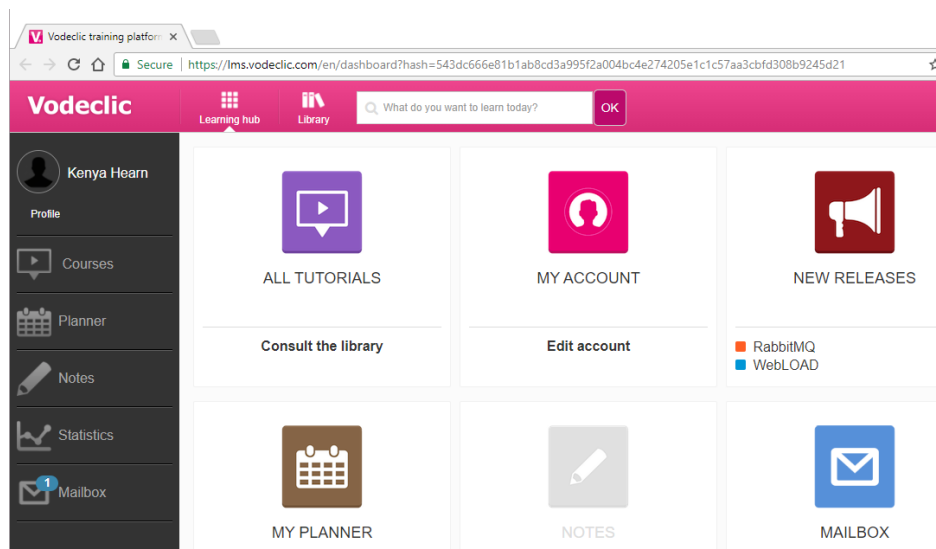 Vodeclic training platform
Secure https://lms.vodeclic.com/en/dashboard?hash=543dc666e81b1ab8cd3a995f2a004bc4e274205e1c1c57aa3cbfd308b9245d21
Vodeclic
Learning hub
Library
What do you want to learn today?
OK
Kenya Hearn
Profile
Courses
Planner
Notes
Statistics
1
Mailbox
ALL TUTORIALS
Consult the library
MY ACCOUNT
Edit account
NEW RELEASES
RabbitMQ
WebLOAD
MY PLANNER
NOTES
MAILBOX